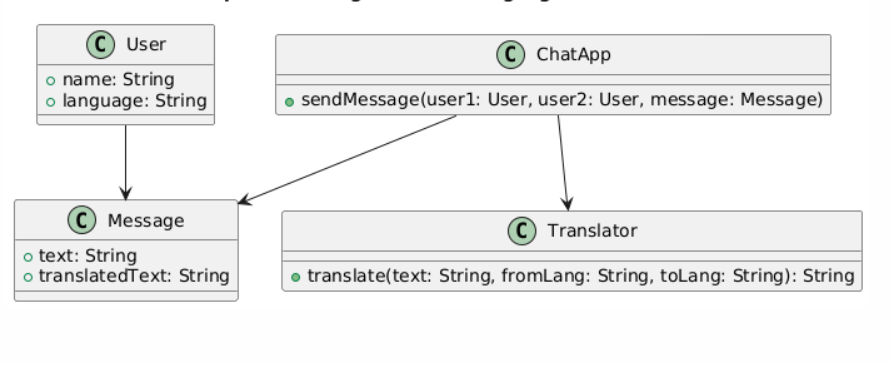 C User
+ name: String
+ language: String
C ChatApp
sendMessage(user1: User, user2: User, message: Message)
C Message
text: String
translatedText: String
C Translator
translate(text: String, fromLang: String, toLang: String): String